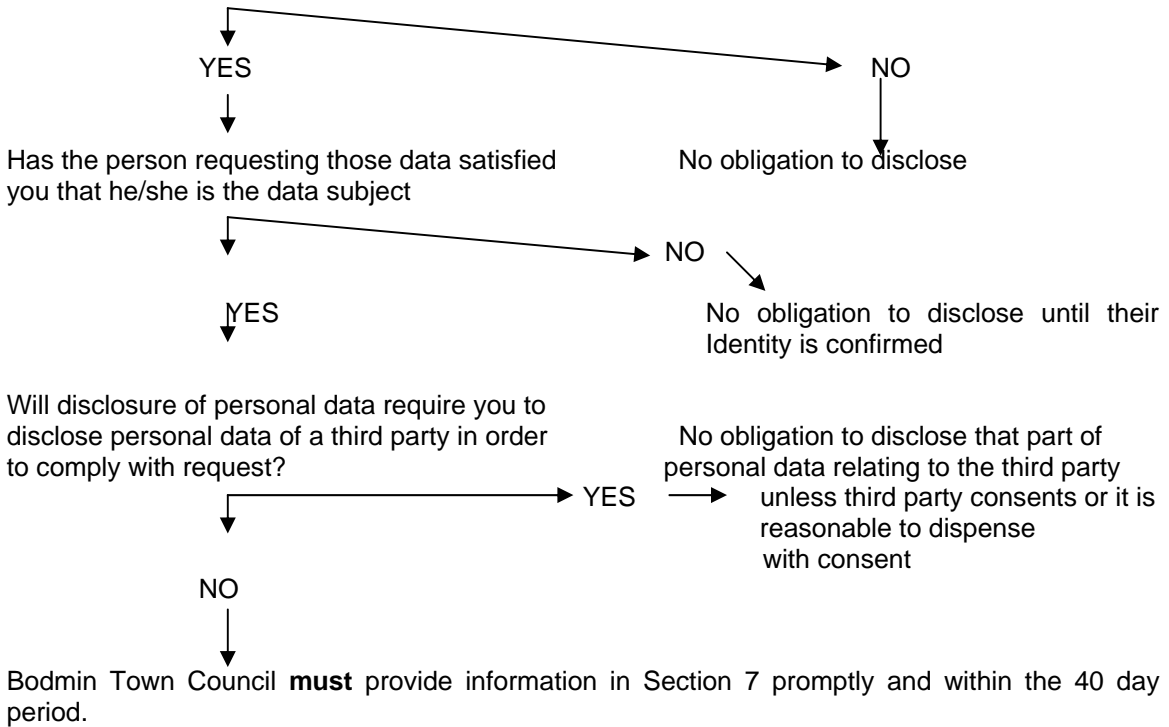 YES
NO
Has the person requesting those data satisfied
you that he/she is the data subject
No obligation to disclose
NO
YES
No obligation to disclose until their
Identity is confirmed
Will disclosure of personal data require you to
disclose personal data of a third party in order
to comply with request?
No obligation to disclose that part of
personal data relating to the third party
unless third party consents or it is
reasonable to dispense
with consent
YES
NO
Bodmin Town Council must provide information in Section 7 promptly and within the 40 day
period.